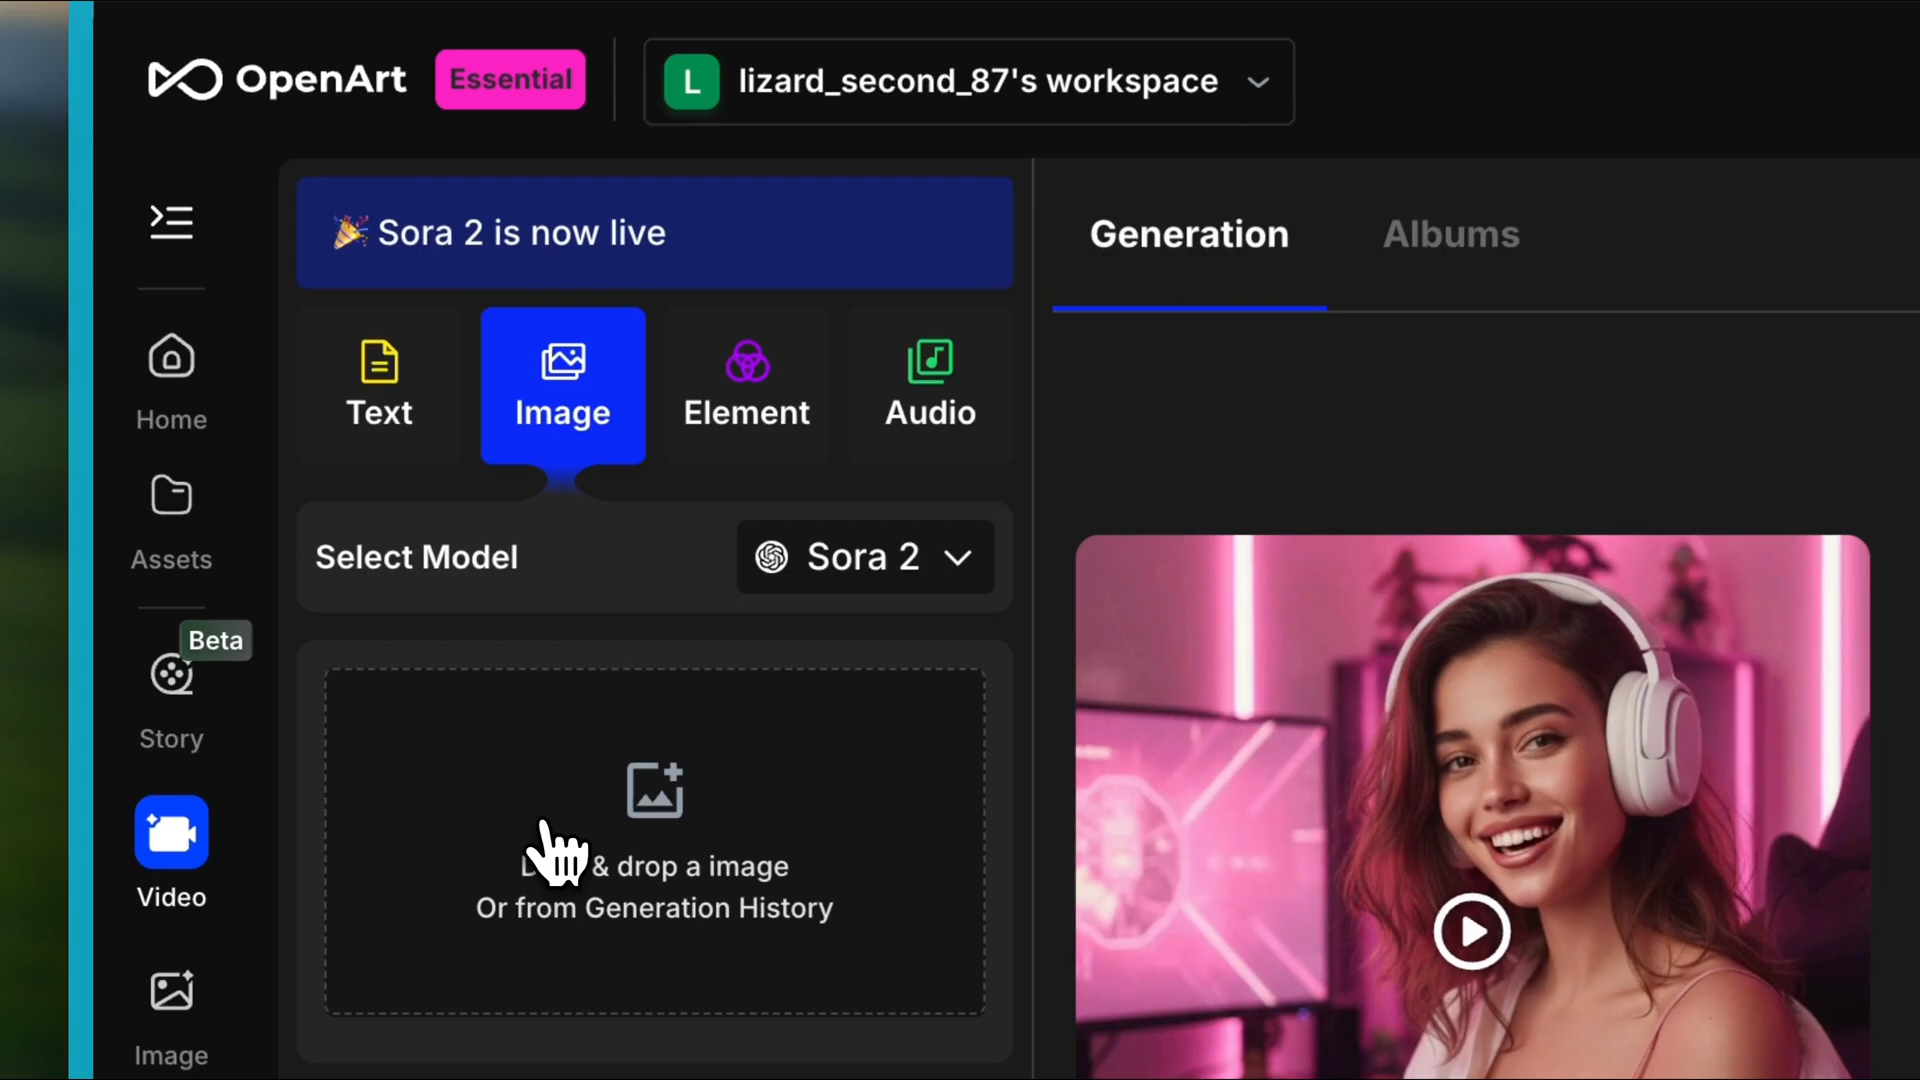 OpenArt
Essential
L
lizard_second_87's workspace
🎉 Sora 2 is now live
Generation
Albums
Text
Image
Element
Audio
Home
Assets
Select Model
Sora 2
Beta
Story
& drop a image
Or from Generation History
Video
Image